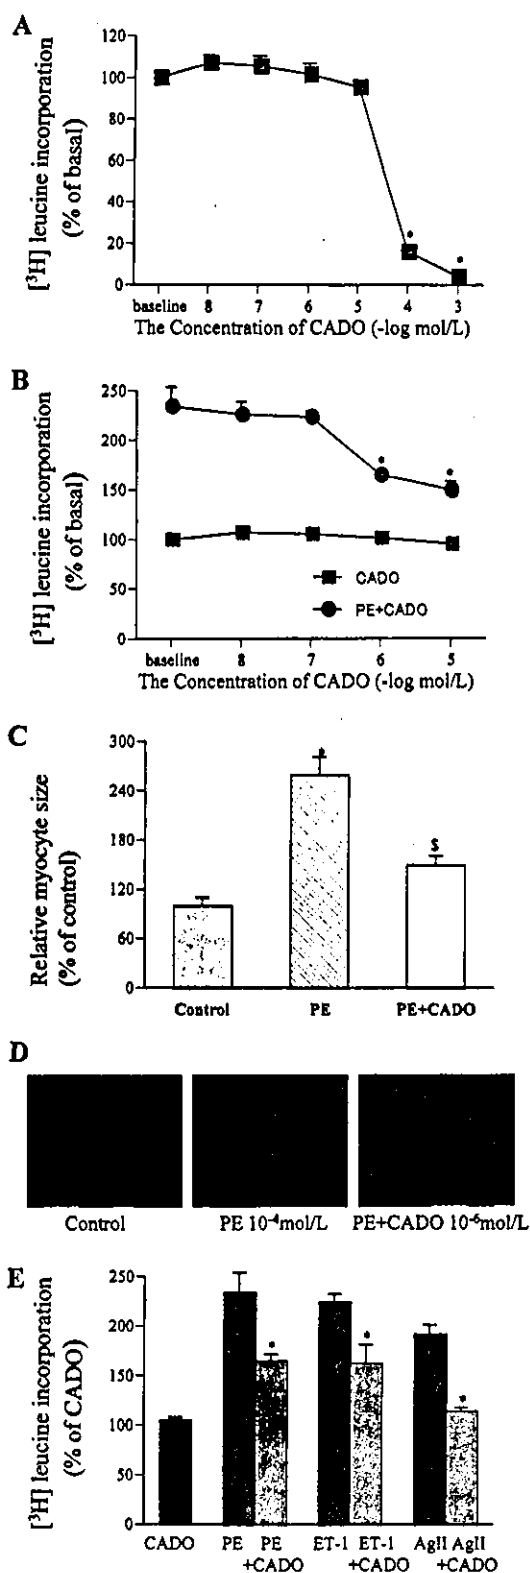 A
[³H] leucine incorporation
(% of basal)
120
100
80
60
40
20
0
*
*
baseline 8 7 6 5 4 3
The Concentration of CADO (-log mol/L)
B
[³H] leucine incorporation
(% of basal)
250
200
150
100
50
0
*
*
CADO
PE+CADO
baseline 8 7 6 5
The Concentration of CADO (-log mol/L)
C
Relative myocyte size
(% of control)
300
240
180
120
60
0
*
$
Control PE PE+CADO
D
Control PE 10⁻⁴mol/L PE+CADO 10⁻⁶mol/L
E
[³H] leucine incorporation
(% of CADO)
250
200
150
100
50
0
*
*
*
CADO PE PE ET-1 ET-1 AgII AgII
+CADO +CADO +CADO